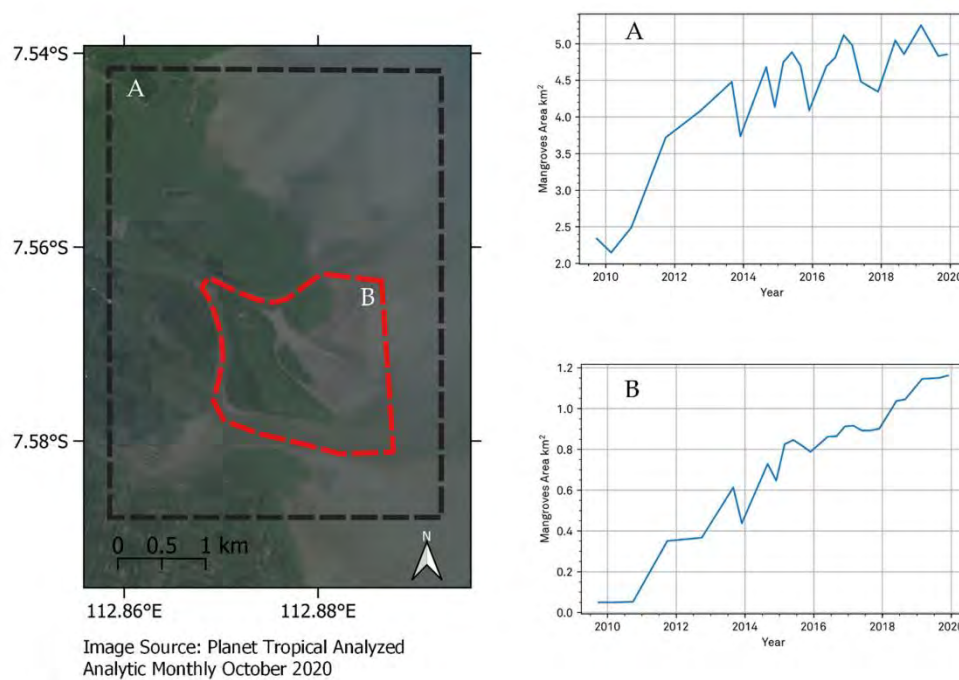 7.54°S
7.56°S
7.58°S
A
B
0 0.5 1 km
N
112.86°E 112.88°E
Image Source: Planet Tropical Analyzed
Analytic Monthly October 2020
A
Mangroves Area km²
5.0
4.5
4.0
3.5
3.0
2.5
2.0
2010 2012 2014 2016 2018 2020
Year
B
Mangroves Area km²
1.2
1.0
0.8
0.6
0.4
0.2
0.0
2010 2012 2014 2016 2018 2020
Year